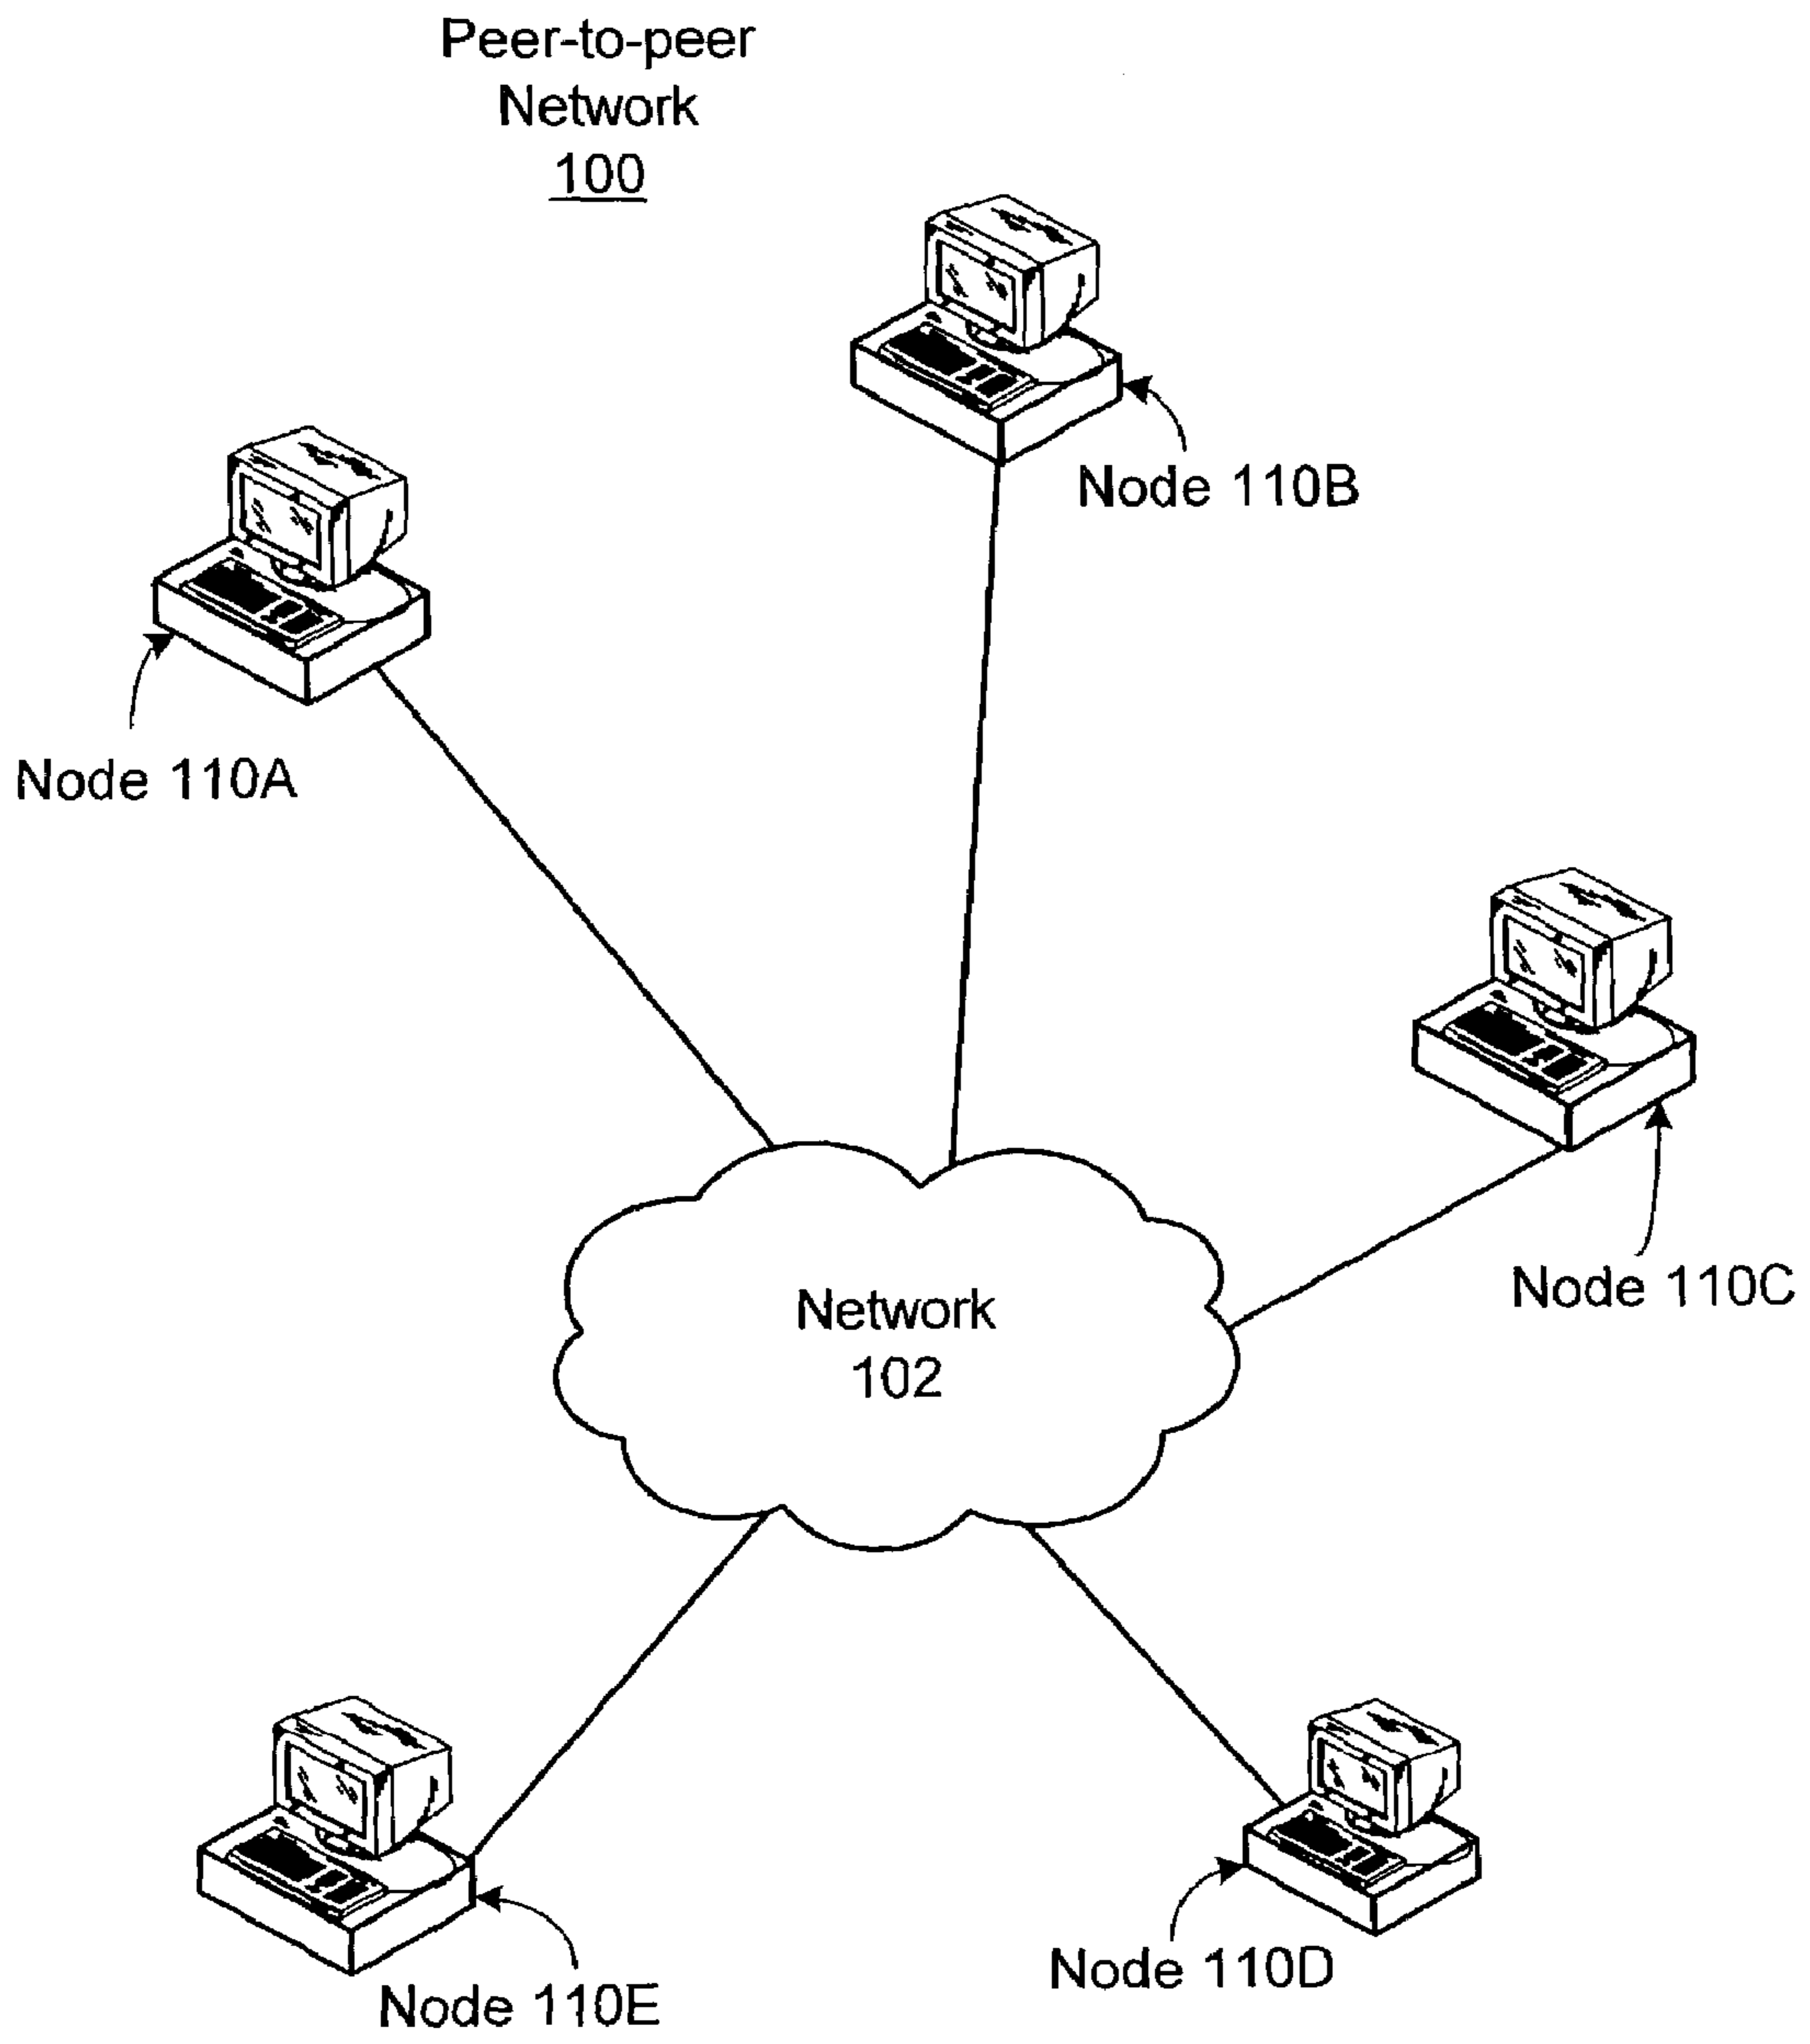 Peer-to-peer
Network
100
Node 110B
Node 110A
Node 110C
Network
102
Node 110D
Node 110E